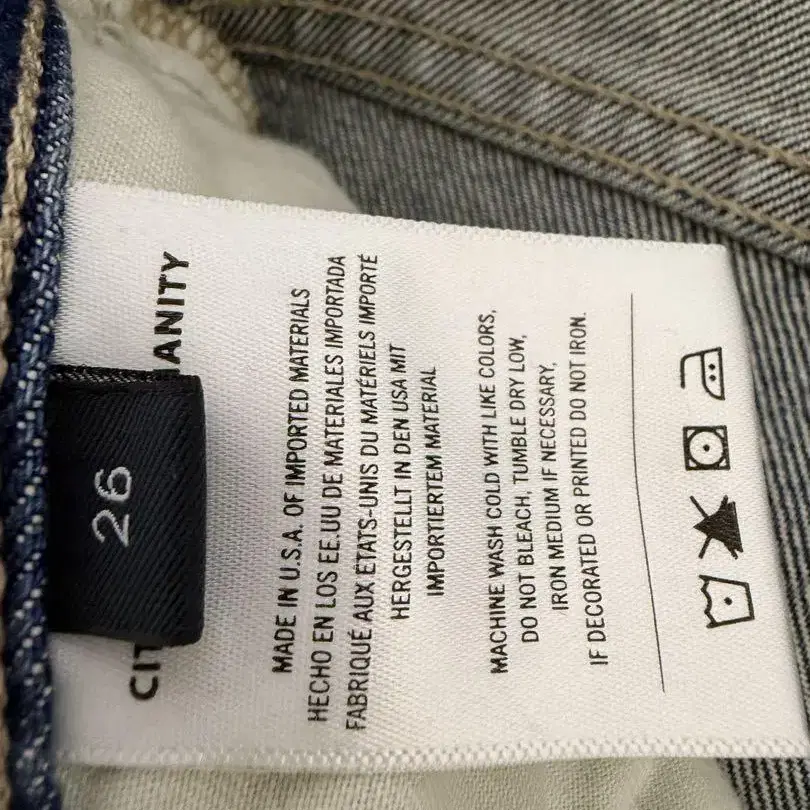 CIT ANITY
26
MADE IN U.S.A. OF IMPORTED MATERIALS
HECHO EN LOS EE.UU DE MATERIALES IMPORTADA
FABRIQUÉ AUX ÉTATS-UNIS DU MATÉRIELS IMPORTÉ
HERGESTELLT IN DEN USA MIT
IMPORTIERTEM MATERIAL
MACHINE WASH COLD WITH LIKE COLORS,
DO NOT BLEACH, TUMBLE DRY LOW,
IRON MEDIUM IF NECESSARY,
IF DECORATED OR PRINTED DO NOT IRON.